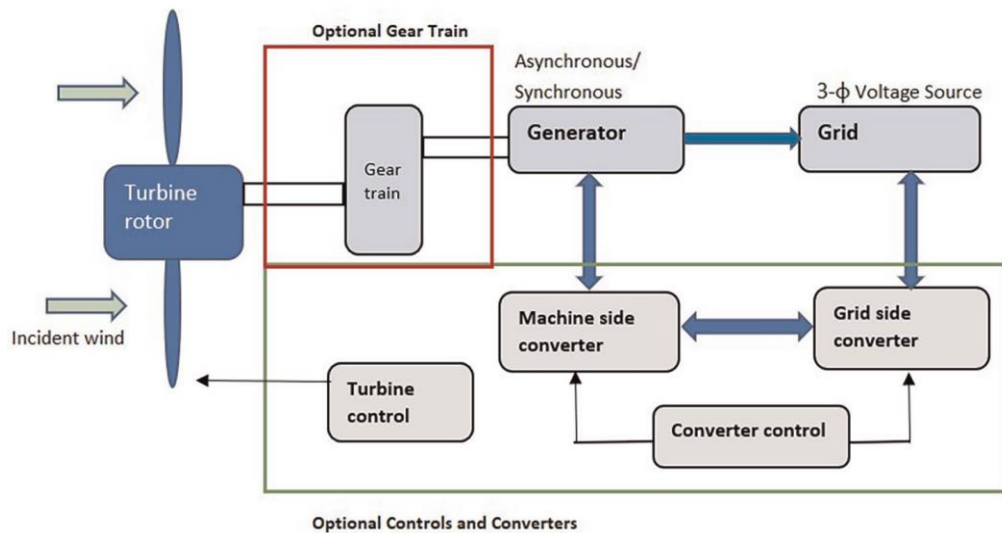 Optional Gear Train
Asynchronous/
Synchronous
3-ϕ Voltage Source
Generator
Grid
Gear
train
Turbine
rotor
Incident wind
Machine side
converter
Grid side
converter
Turbine
control
Converter control
Optional Controls and Converters